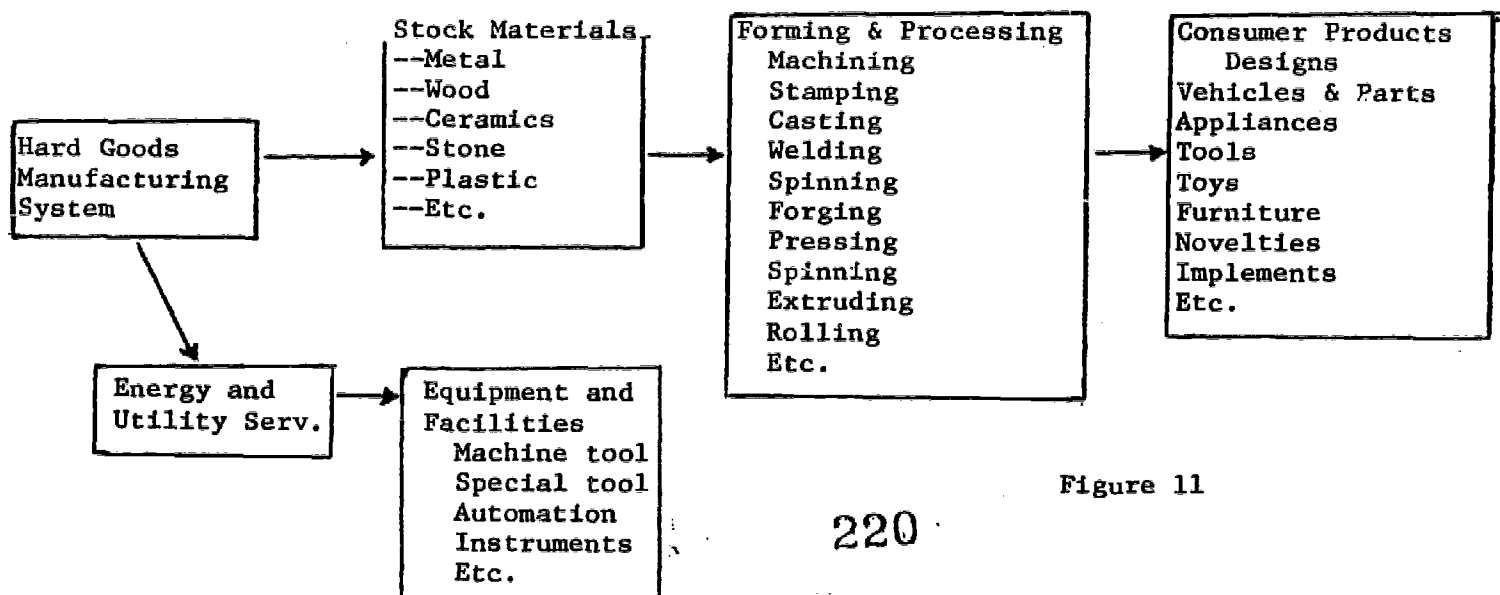 Hard Goods
Manufacturing
System
Stock Materials
--Metal
--Wood
--Ceramics
--Stone
--Plastic
--Etc.
Forming & Processing
Machining
Stamping
Casting
Welding
Spinning
Forging
Pressing
Spinning
Extruding
Rolling
Etc.
Consumer Products
Designs
Vehicles & Parts
Appliances
Tools
Toys
Furniture
Novelties
Implements
Etc.
Energy and
Utility Serv.
Equipment and
Facilities
Machine tool
Special tool
Automation
Instruments
Etc.
Figure 11
220